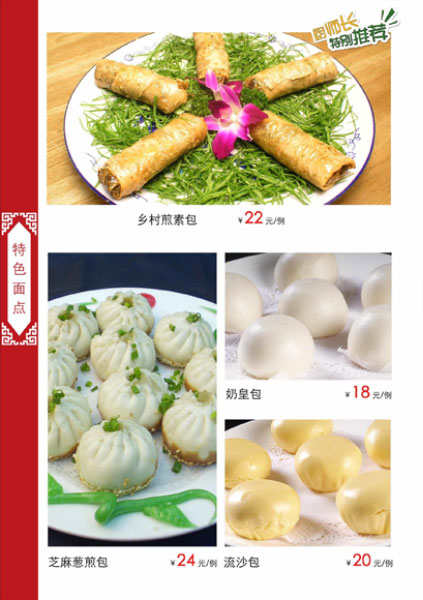 厨师长
特别推荐
乡村煎素包 ¥22元/例
特色面点
奶皇包 ¥18元/例
芝麻葱煎包 ¥24元/例
流沙包 ¥20元/例